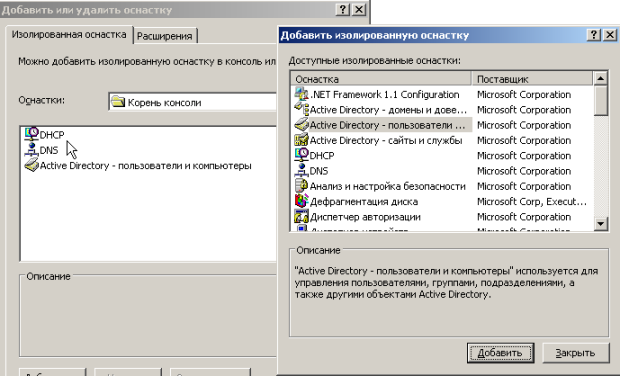 Добавить или удалить оснастку
Изолированная оснастка
Расширения
Можно добавить изолированную оснастку в консоль ил
Оснастки:
Корень консоли
DHCP
DNS
Active Directory - пользователи и компьютеры
Описание
Добавить изолированную оснастку
Доступные изолированные оснастки:
Оснастка Поставщик
.NET Framework 1.1 Configuration Microsoft Corporation
Active Directory - домены и дове... Microsoft Corporation
Active Directory - пользователи ... Microsoft Corporation
Active Directory - сайты и службы Microsoft Corporation
DHCP Microsoft Corporation
DNS Microsoft Corporation
Анализ и настройка безопасности Microsoft Corporation
Дефрагментация диска Microsoft Corp, Execut...
Диспетчер авторизации Microsoft Corporation
Описание
"Active Directory - пользователи и компьютеры" используется для
управления пользователями, группами, подразделениями, а
также другими объектами Active Directory.
Добавить
Закрыть